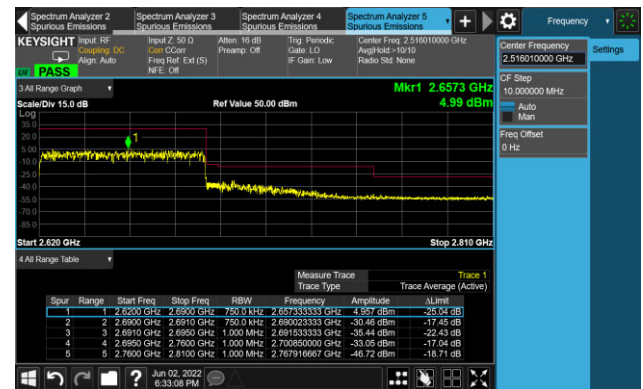 Spectrum Analyzer 2
Spurious Emissions
Spectrum Analyzer 3
Spurious Emissions
Spectrum Analyzer 4
Spurious Emissions
Spectrum Analyzer 5
Spurious Emissions
Frequency
KEYSIGHT
Input: RF
Coupling: DC
Align: Auto
Input Z: 50 Ω
Corr CCorr
Freq Ref: Ext (S)
NFE: Off
Atten: 16 dB
Preamp: Off
Trig: Periodic
Gate: LO
IF Gain: Low
Center Freq: 2.516010000 GHz
Avg|Hold:>10/10
Radio Std: None
PASS
Center Frequency
2.516010000 GHz
Settings
CF Step
10.000000 MHz
Auto
Man
Freq Offset
0 Hz
3 All Range Graph
Mkr1 2.6573 GHz
4.99 dBm
Scale/Div 15.0 dB
Ref Value 50.00 dBm
Log
35.0
20.0
5.00
-10.0
-25.0
-40.0
-55.0
-70.0
-85.0
1
Start 2.620 GHz
Stop 2.810 GHz
4 All Range Table
Measure Trace Trace 1
Trace Type Trace Average (Active)
Spur Range Start Freq Stop Freq RBW Frequency Amplitude ΔLimit
1 1 2.6200 GHz 2.6900 GHz 750.0 kHz 2.657333333 GHz 4.957 dBm -25.04 dB
2 2 2.6900 GHz 2.6910 GHz 750.0 kHz 2.690023333 GHz -30.46 dBm -17.45 dB
3 3 2.6910 GHz 2.6950 GHz 1.000 MHz 2.691533333 GHz -35.44 dBm -22.43 dB
4 4 2.6950 GHz 2.7600 GHz 1.000 MHz 2.700850000 GHz -33.05 dBm -17.04 dB
5 5 2.7600 GHz 2.8100 GHz 1.000 MHz 2.767916667 GHz -46.72 dBm -18.71 dB
Jun 02, 2022
6:33:08 PM